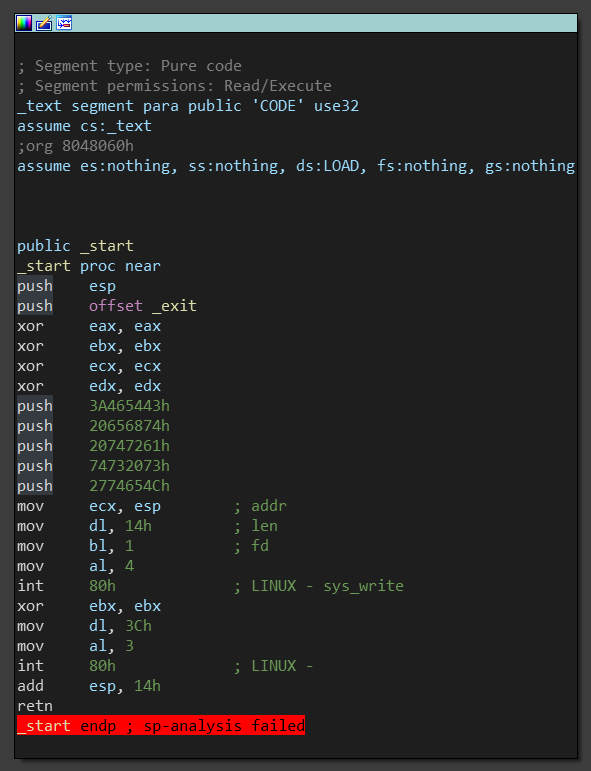 ; Segment type: Pure code
; Segment permissions: Read/Execute
_text segment para public 'CODE' use32
assume cs:_text
;org 8048060h
assume es:nothing, ss:nothing, ds:LOAD, fs:nothing, gs:nothing
public _start
_start proc near
push esp
push offset _exit
xor eax, eax
xor ebx, ebx
xor ecx, ecx
xor edx, edx
push 3A465443h
push 20656874h
push 20747261h
push 74732073h
push 2774654Ch
mov ecx, esp ; addr
mov dl, 14h ; len
mov bl, 1 ; fd
mov al, 4
int 80h ; LINUX - sys_write
xor ebx, ebx
mov dl, 3Ch
mov al, 3
int 80h ; LINUX -
add esp, 14h
retn
_start endp ; sp-analysis failed